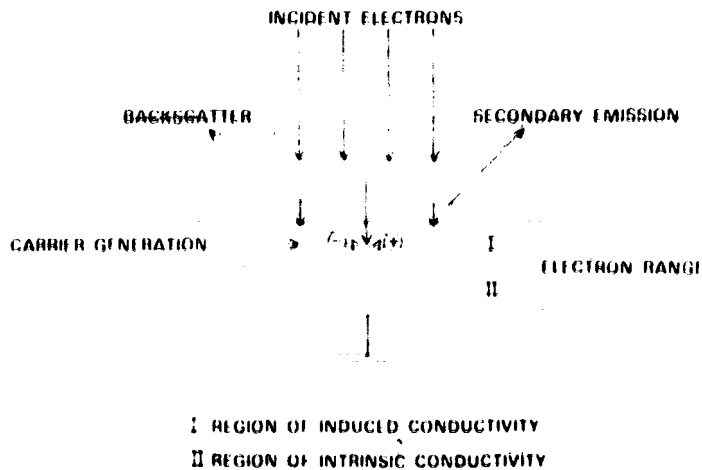 INCIDENT ELECTRONS
BACKSCATTER
SECONDARY EMISSION
CARRIER GENERATION
I
ELECTRON RANGE
II
I REGION OF INDUCED CONDUCTIVITY
II REGION OF INTRINSIC CONDUCTIVITY